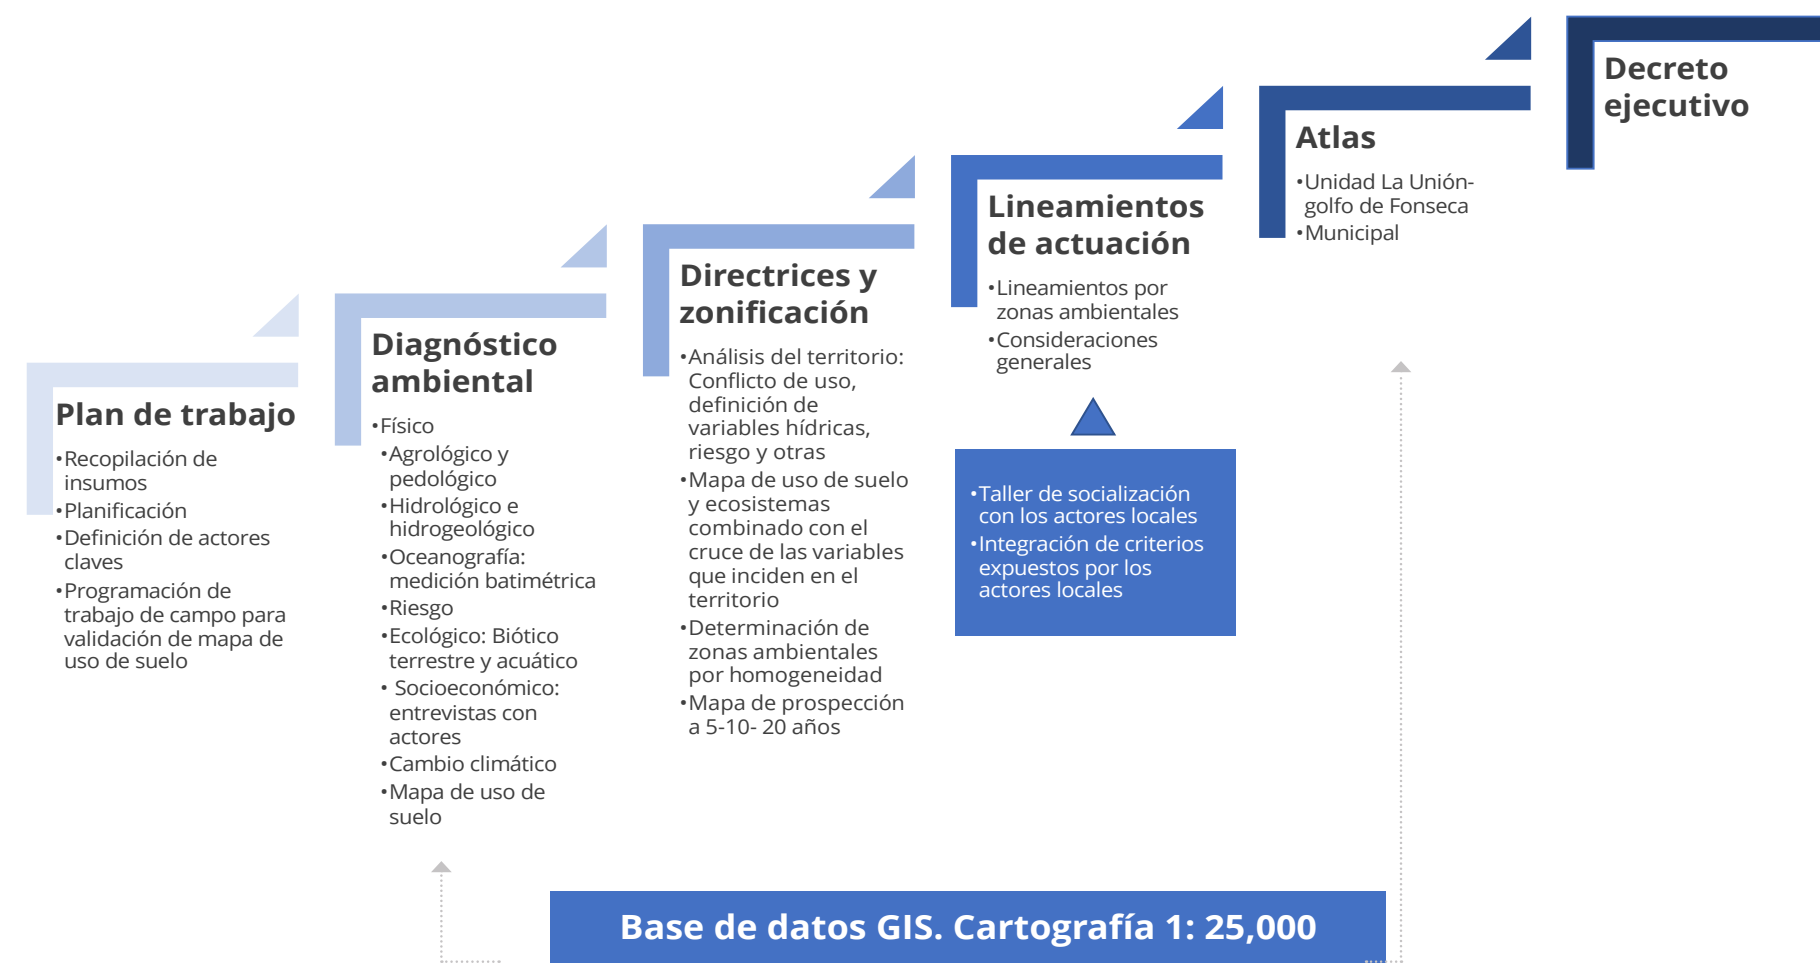 Plan de trabajo
•Recopilación de
insumos
•Planificación
•Definición de actores
claves
•Programación de
trabajo de campo para
validación de mapa de
uso de suelo
Diagnóstico
ambiental
•Físico
•Agrológico y
pedológico
•Hidrológico e
hidrogeológico
•Oceanografía:
medición batimétrica
•Riesgo
•Ecológico: Biótico
terrestre y acuático
• Socioeconómico:
entrevistas con
actores
•Cambio climático
•Mapa de uso de
suelo
Directrices y
zonificación
•Análisis del territorio:
Conflicto de uso,
definición de
variables hídricas,
riesgo y otras
•Mapa de uso de suelo
y ecosistemas
combinado con el
cruce de las variables
que inciden en el
territorio
•Determinación de
zonas ambientales
por homogeneidad
•Mapa de prospección
a 5-10- 20 años
Lineamientos
de actuación
•Lineamientos por
zonas ambientales
•Consideraciones
generales
•Taller de socialización
con los actores locales
•Integración de criterios
expuestos por los
actores locales
Atlas
•Unidad La Unión-
golfo de Fonseca
•Municipal
Decreto
ejecutivo
Base de datos GIS. Cartografía 1: 25,000